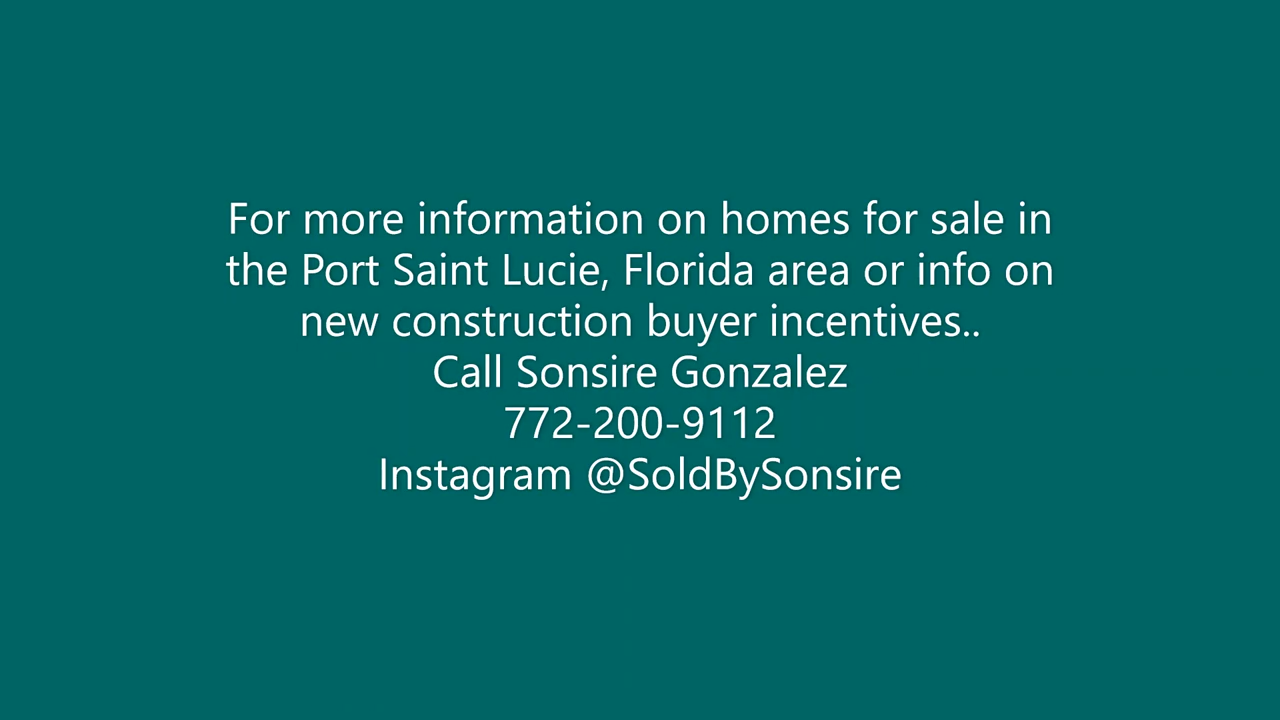 For more information on homes for sale in
the Port Saint Lucie, Florida area or info on
new construction buyer incentives..
Call Sonsire Gonzalez
772-200-9112
Instagram @SoldBySonsire